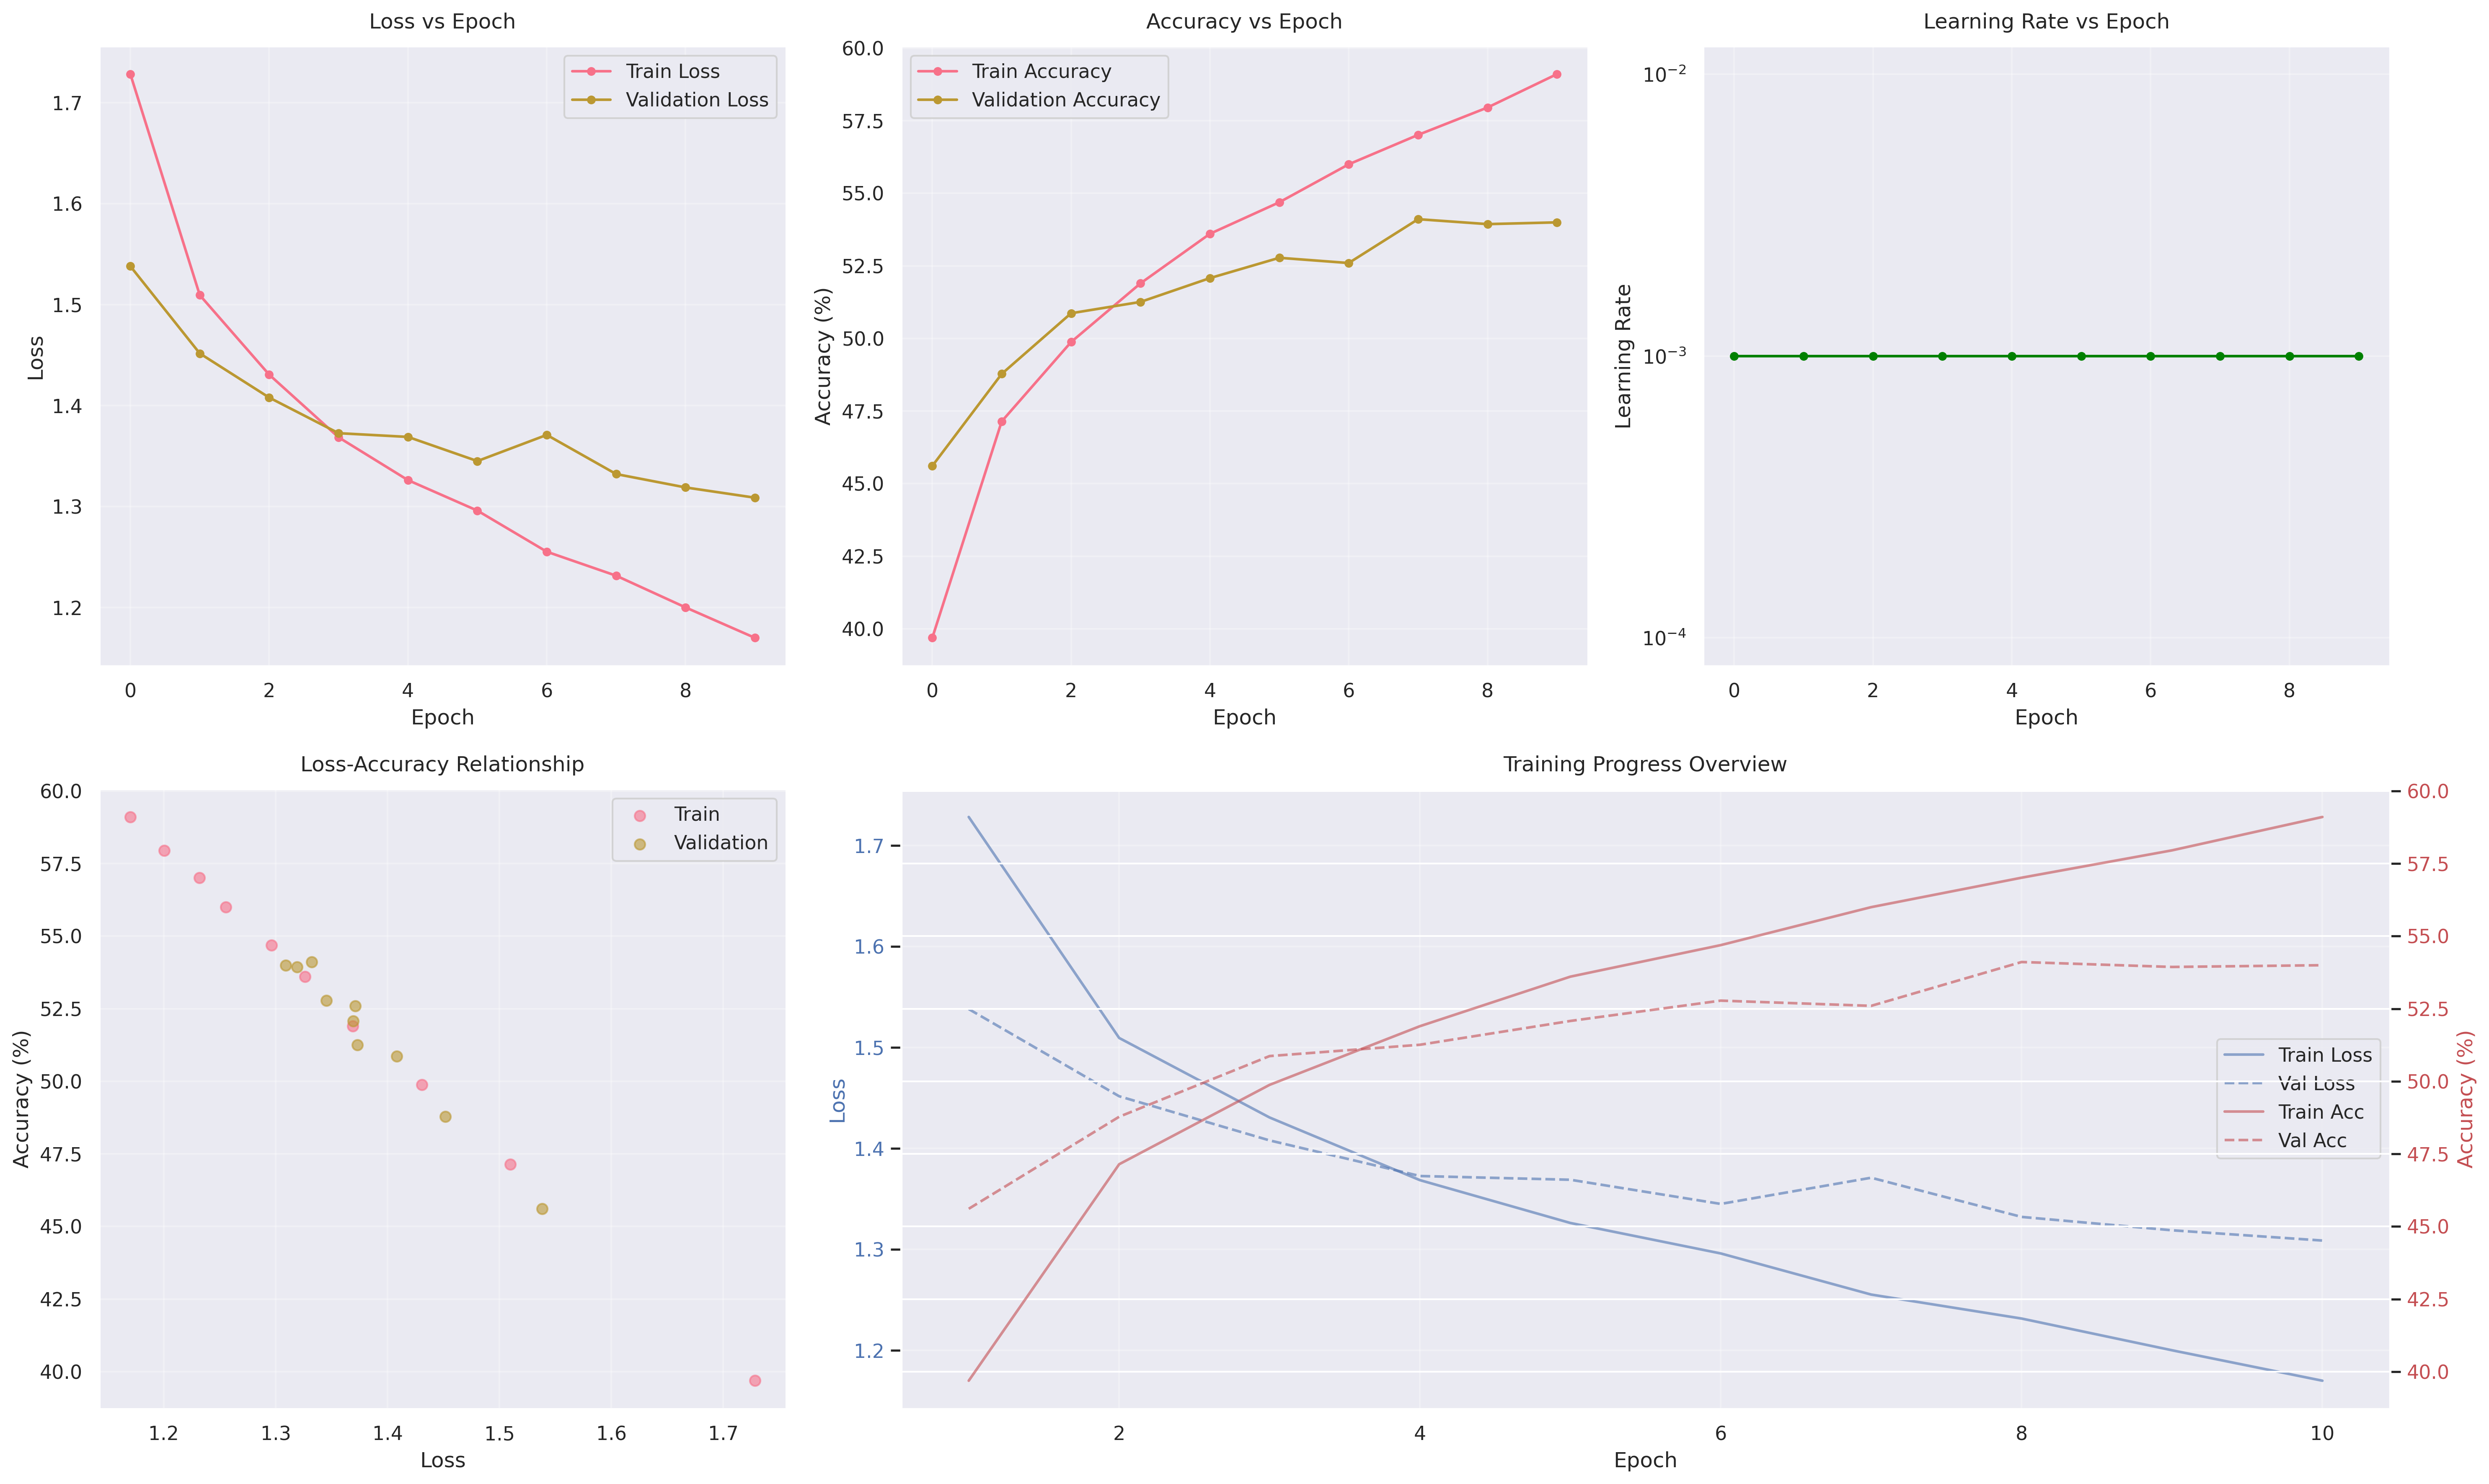 Loss vs Epoch
Train Loss
Validation Loss
1.7
1.6
1.5
1.4
1.3
1.2
Loss
0 2 4 6 8
Epoch
Accuracy vs Epoch
Train Accuracy
Validation Accuracy
60.0
57.5
55.0
52.5
50.0
47.5
45.0
42.5
40.0
Accuracy (%)
0 2 4 6 8
Epoch
Learning Rate vs Epoch
10⁻²
10⁻³
10⁻⁴
Learning Rate
0 2 4 6 8
Epoch
Loss-Accuracy Relationship
Train
Validation
60.0
57.5
55.0
52.5
50.0
47.5
45.0
42.5
40.0
Accuracy (%)
1.2 1.3 1.4 1.5 1.6 1.7
Loss
Training Progress Overview
1.7
1.6
1.5
1.4
1.3
1.2
Loss
Train Loss
Val Loss
Train Acc
Val Acc
60.0
57.5
55.0
52.5
50.0
47.5
45.0
42.5
40.0
Accuracy (%)
2 4 6 8 10
Epoch